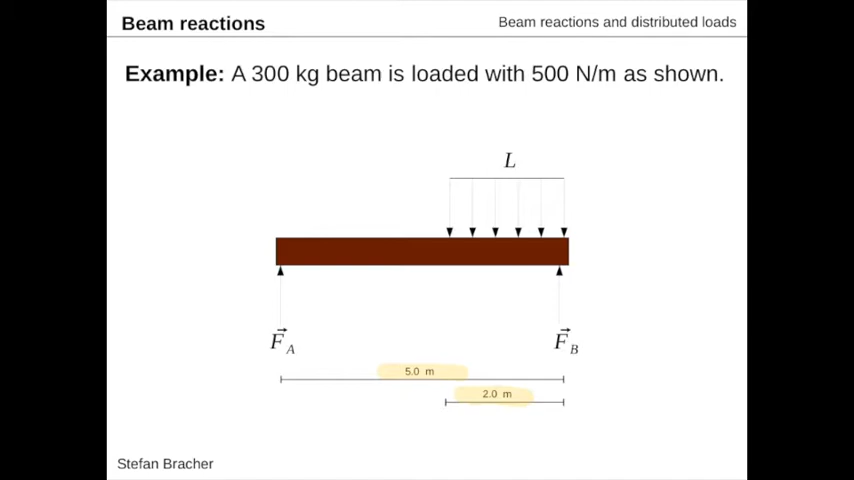 Beam reactions
Beam reactions and distributed loads
Example: A 300 kg beam is loaded with 500 N/m as shown.
L
F A
F B
5.0 m
2.0 m
Stefan Bracher